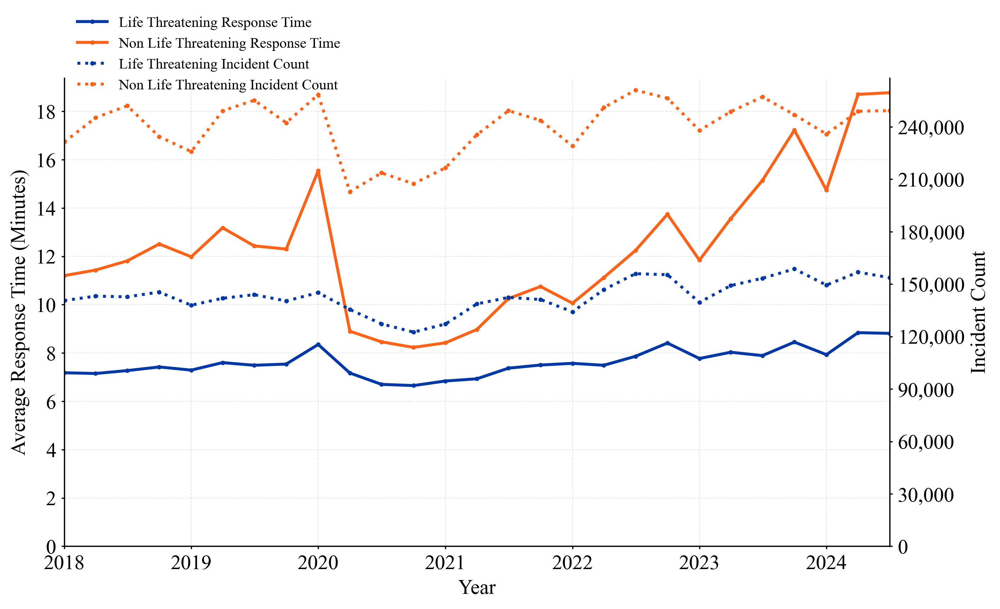 Life Threatening Response Time
Non Life Threatening Response Time
Life Threatening Incident Count
Non Life Threatening Incident Count
Average Response Time (Minutes)
18
16
14
12
10
8
6
4
2
0
240,000
210,000
180,000
150,000
120,000
90,000
60,000
30,000
0
Incident Count
2018 2019 2020 2021 2022 2023 2024
Year